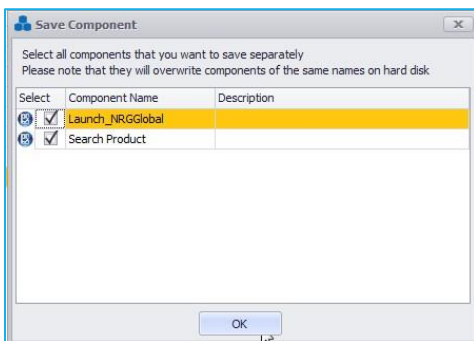 Save Component
Select all components that you want to save separately
Please note that they will overwrite components of the same names on hard disk
Select Component Name Description
Launch_NRGGlobal
Search Product
OK